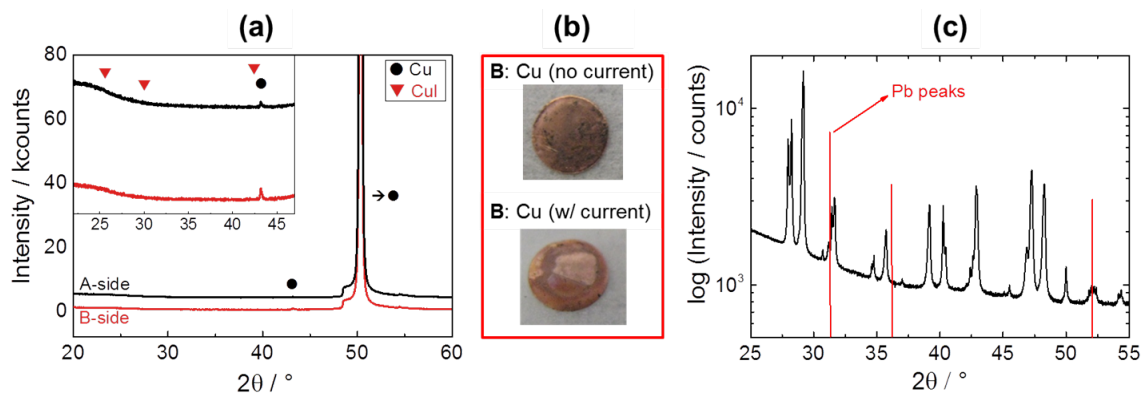 (a)
80
60
40
20
0
Intensity / kcounts
20
30
40
50
60
2θ / °
25
30
35
40
45
Cu
CuI
A-side
B-side
(b)
B: Cu (no current)
B: Cu (w/ current)
(c)
Pb peaks
10⁴
10³
log (Intensity / counts)
25
30
35
40
45
50
55
2θ / °